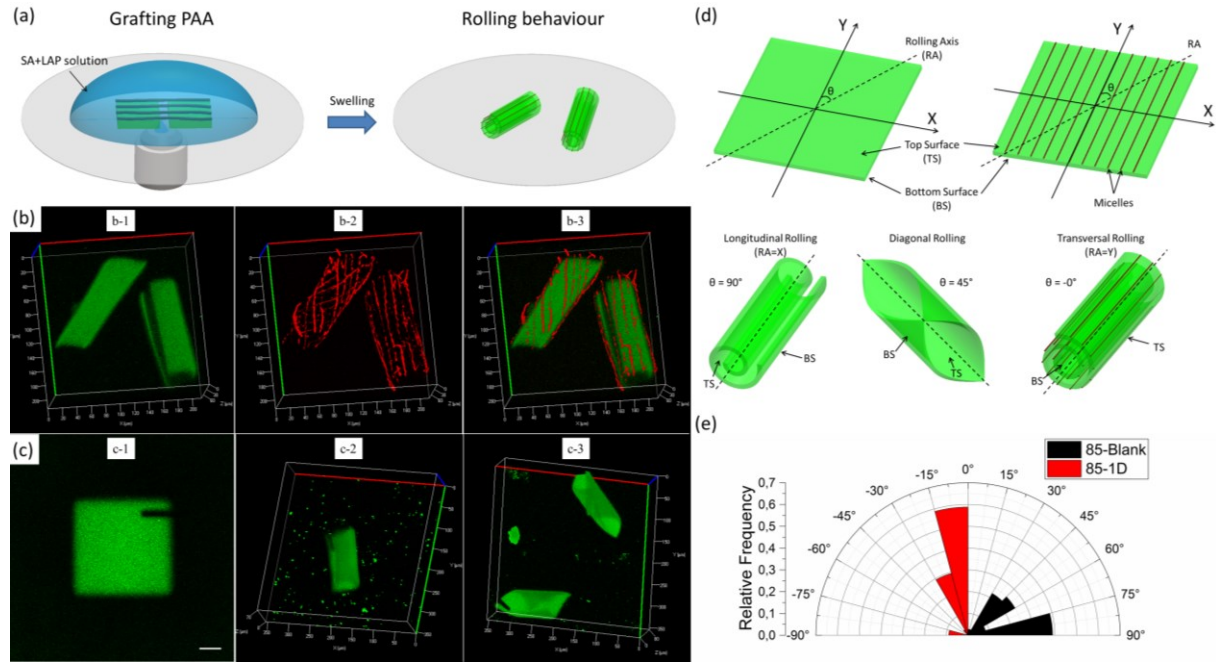 (a)
Grafting PAA
Rolling behaviour
SA+LAP solution
Swelling
(b)
b-1
b-2
b-3
(c)
c-1
c-2
c-3
(d)
Y
Rolling Axis
(RA)
θ
X
Top Surface
(TS)
Bottom Surface
(BS)
Y
RA
θ
X
Micelles
Longitudinal Rolling
(RA=X)
θ = 90°
BS
TS
Diagonal Rolling
θ = 45°
BS
TS
Transversal Rolling
(RA=Y)
θ = -0°
TS
BS
(e)
85-Blank
85-1D
Relative Frequency
0,7
0,6
0,5
0,4
0,3
0,2
0,1
0,0
-90°
-75°
-60°
-45°
-30°
-15°
0°
15°
30°
45°
60°
75°
90°